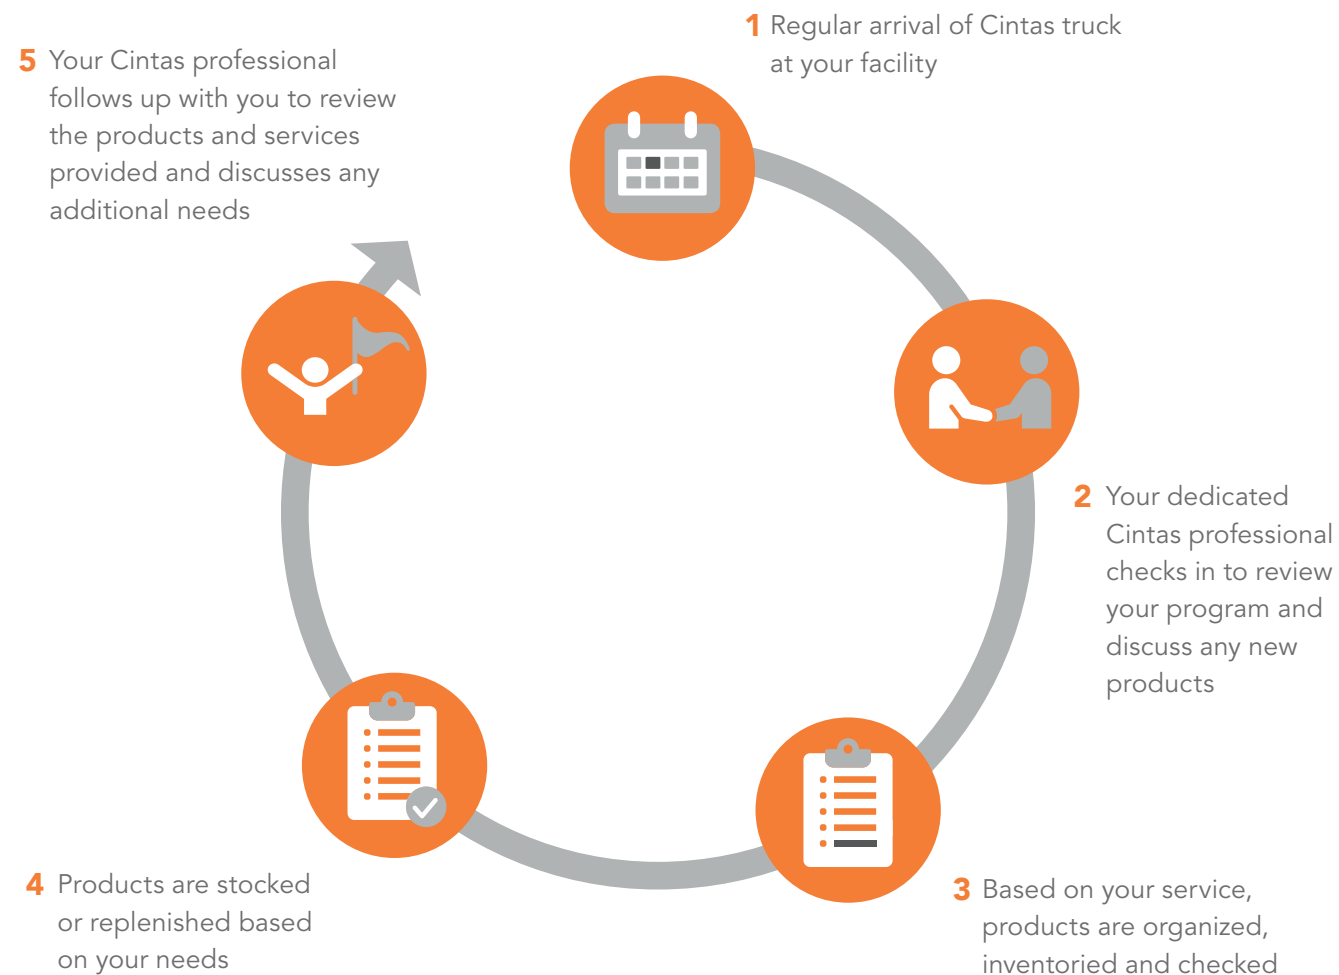 1 Regular arrival of Cintas truck
at your facility
2 Your dedicated
Cintas professional
checks in to review
your program and
discuss any new
products
3 Based on your service,
products are organized,
inventoried and checked
4 Products are stocked
or replenished based
on your needs
5 Your Cintas professional
follows up with you to review
the products and services
provided and discusses any
additional needs